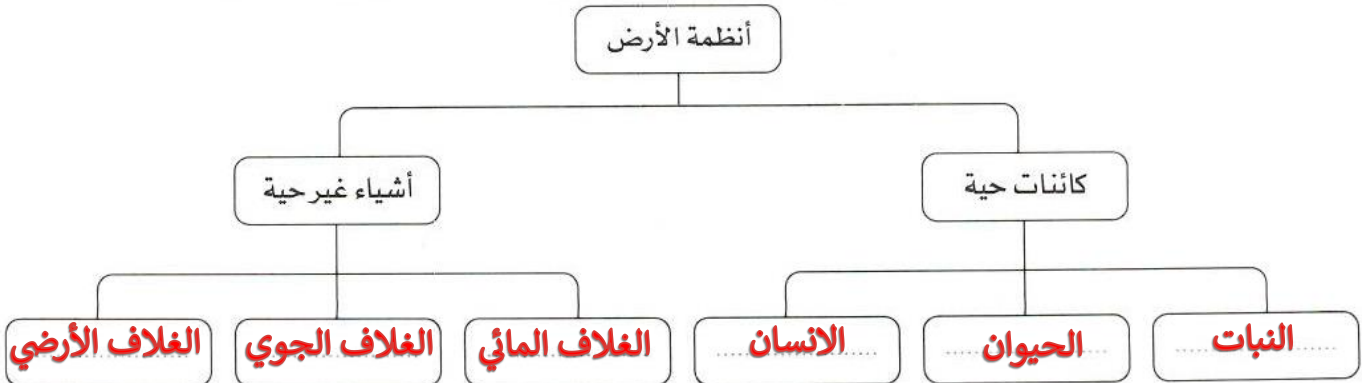 أنظمة الأرض
كائنات حية
أشياء غير حية
النبات
الحيوان
الانسان
الغلاف المائي
الغلاف الجوي
الغلاف الأرضي